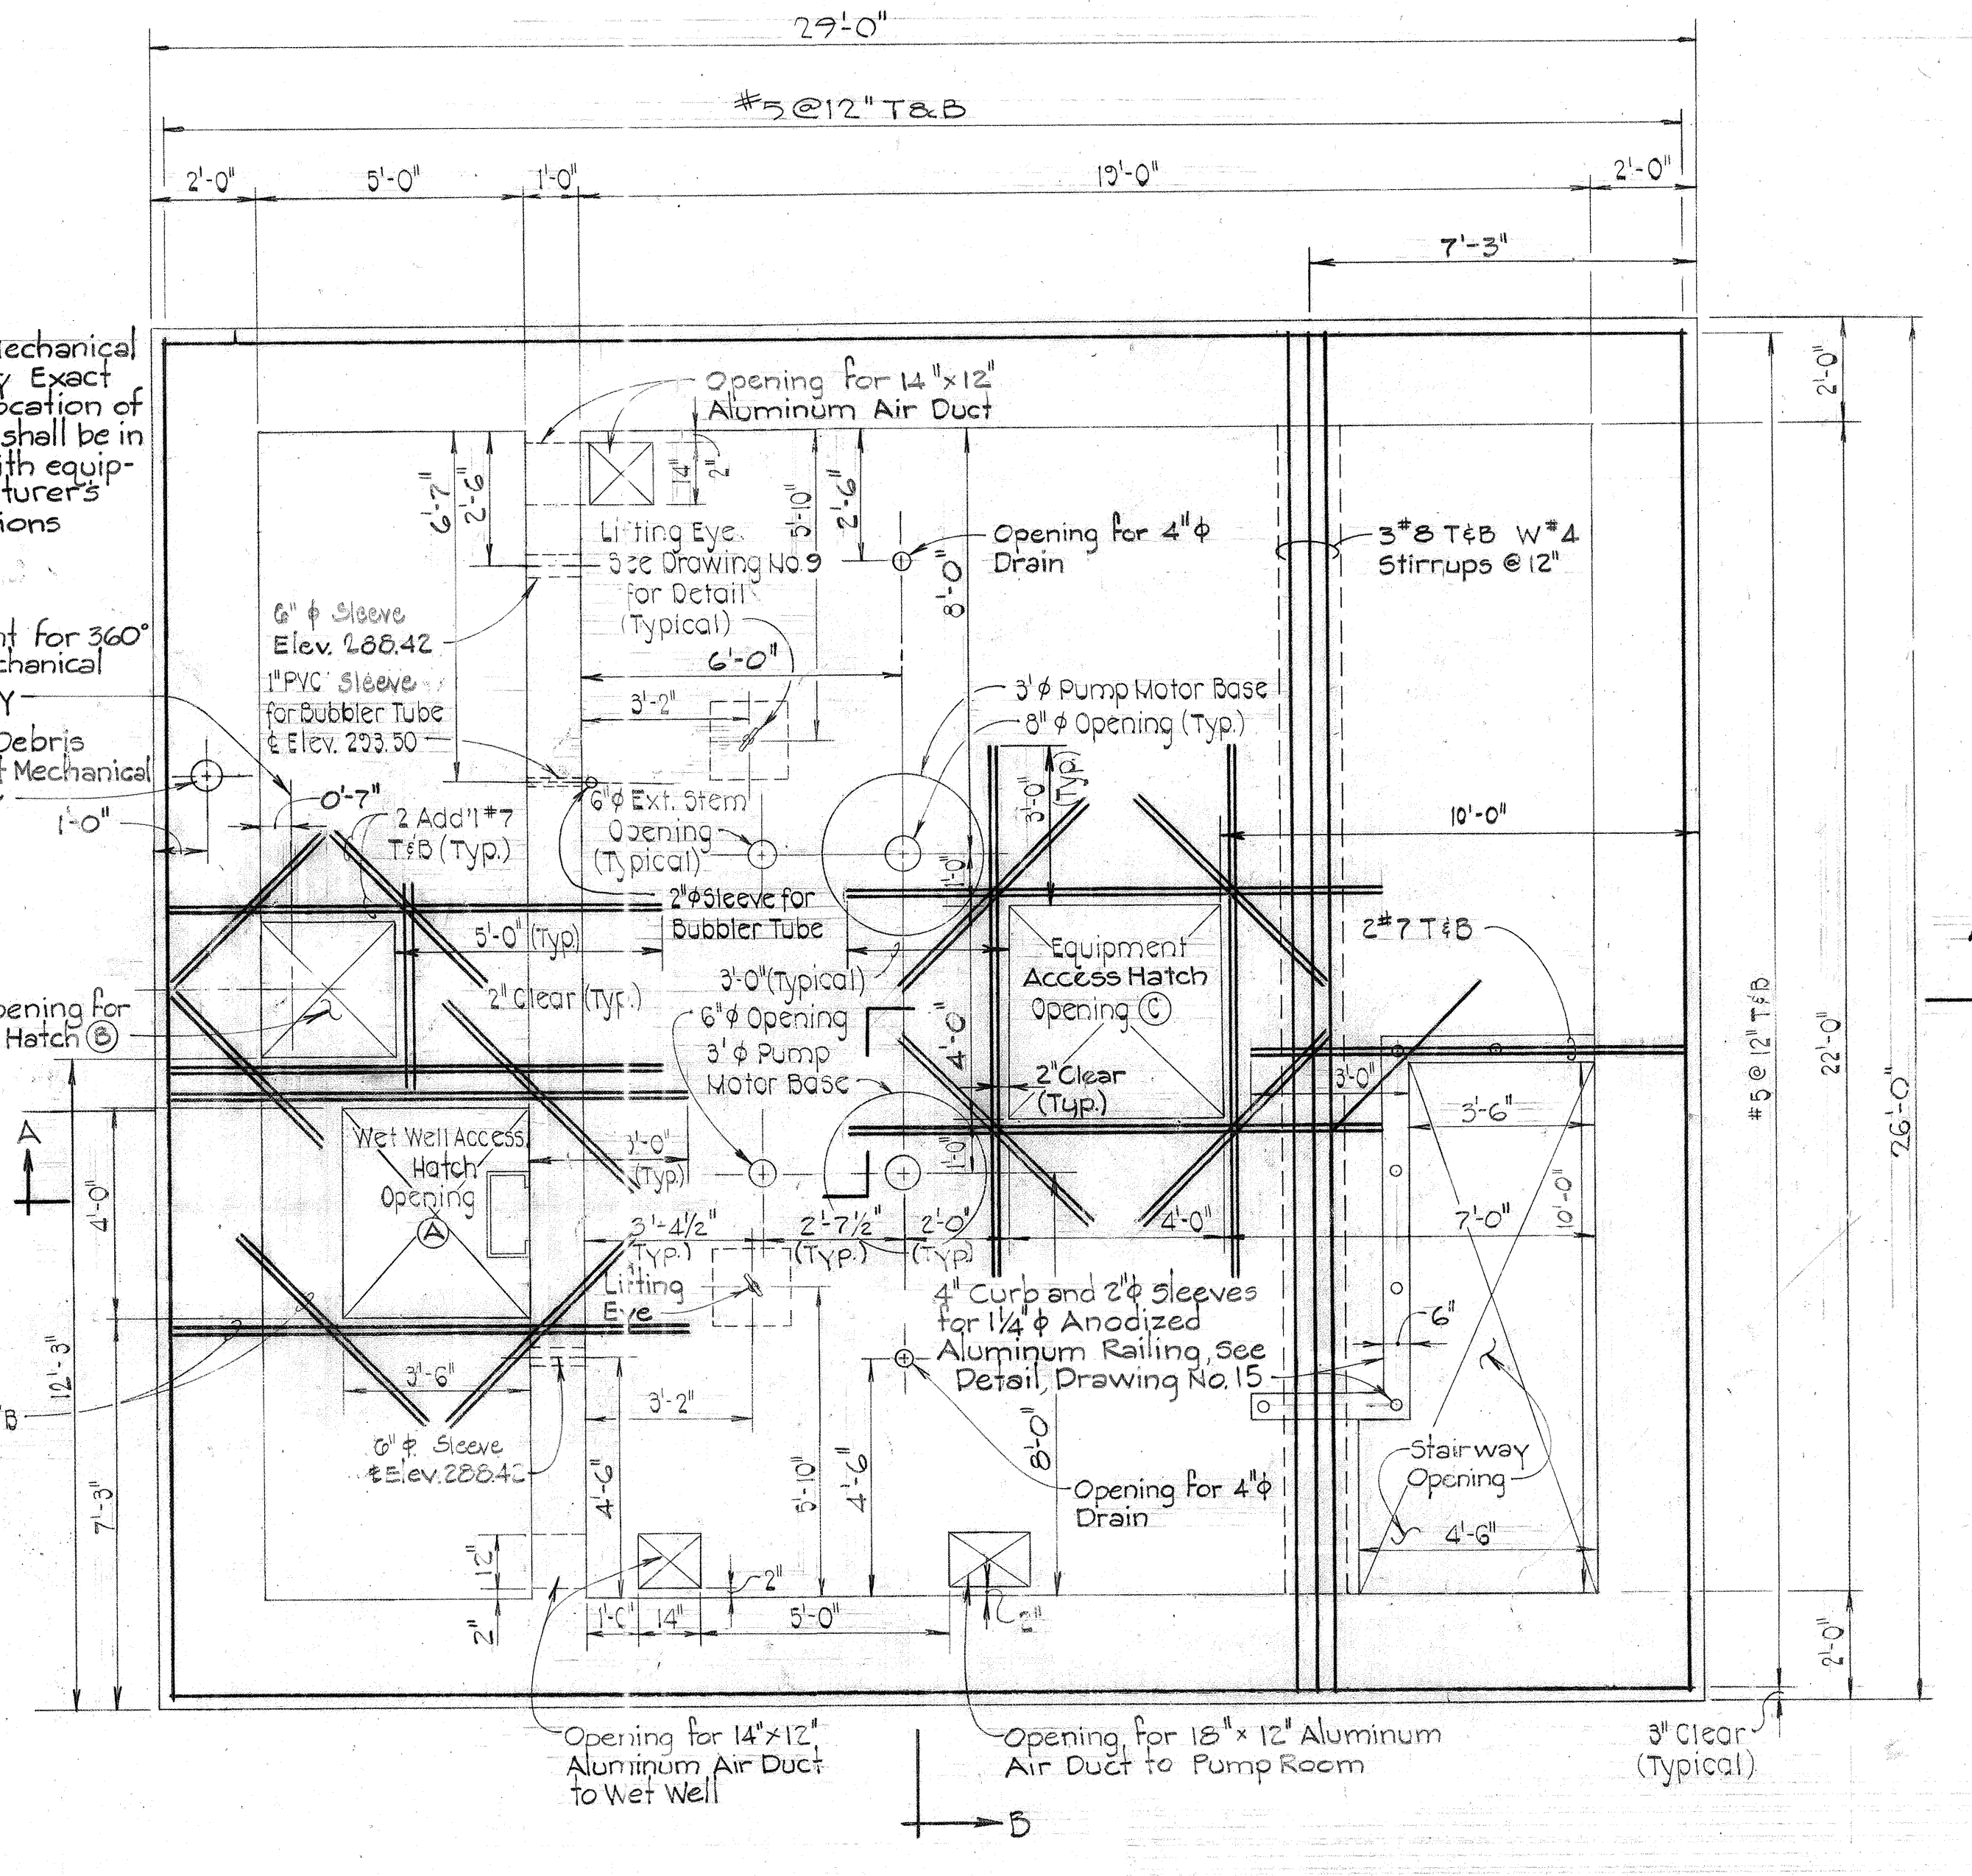 29'-0"
#5 @ 12" T & B
2'-0"
5'-0"
1'-0"
19'-0"
2'-0"
7'-3"
Mechanical
Exact
location of
shall be in
with equip-
turer's
ions
for 360°
Mechanical
Y
Debris
Mechanical
1'-0"
Opening for
Hatch B
Opening for 14"x12"
Aluminum Air Duct
6'-7"
2'-6"
14"
2"
5'-10"
2'-6"
8'-0"
2'-0"
Lifting Eye
See Drawing No. 9
for Detail
(Typical)
Opening for 4"φ
Drain
3#8 T&B W #4
Stirrups @ 12"
6" φ Sleeve
Elev. 288.42
1" PVC Sleeve
for Bubbler Tube
℄ Elev. 293.50
6'-0"
3'-2"
3'φ Pump Motor Base
8" φ Opening (Typ.)
0'-7"
2 Add'l #7
T&B (Typ.)
6"φ Ext. Stem
Opening
(Typical)
3'-0"
(Typ.)
1'-0"
10'-0"
2"φ Sleeve for
Bubbler Tube
5'-0" (Typ.)
2#7 T&B
Equipment
Access Hatch
Opening C
3'-0" (Typical)
2" Clear (Typ.)
6"φ Opening
3'φ Pump
Motor Base
4'-0"
2" Clear
(Typ.)
3'-0"
3'-6"
#5 @ 12" T&B
22'-0"
26'-0"
A
4'-0"
Wet Well Access
Hatch
Opening
A
3'-0"
(Typ.)
1'-0"
3'-4 1/2"
(Typ.)
2'-7 1/2"
(Typ.)
2'-0"
(Typ.)
4'-0"
7'-0"
10'-0"
Lifting
Eye
4" Curb and 2"φ Sleeves
for 1 1/4" φ Anodized
Aluminum Railing, See
Detail, Drawing No. 15
6"
12'-3"
3'-6"
3'-2"
B
6" φ Sleeve
℄ Elev. 288.42
7'-3"
4'-6"
5'-10"
4'-6"
8'-0"
Opening for 4"φ
Drain
Stairway
Opening
4'-6"
12"
2"
2"
1'-0"
14"
5'-0"
2"
2'-0"
Opening for 14"x12"
Aluminum Air Duct
to Wet Well
Opening for 18" x 12" Aluminum
Air Duct to Pump Room
3" Clear
(Typical)
B